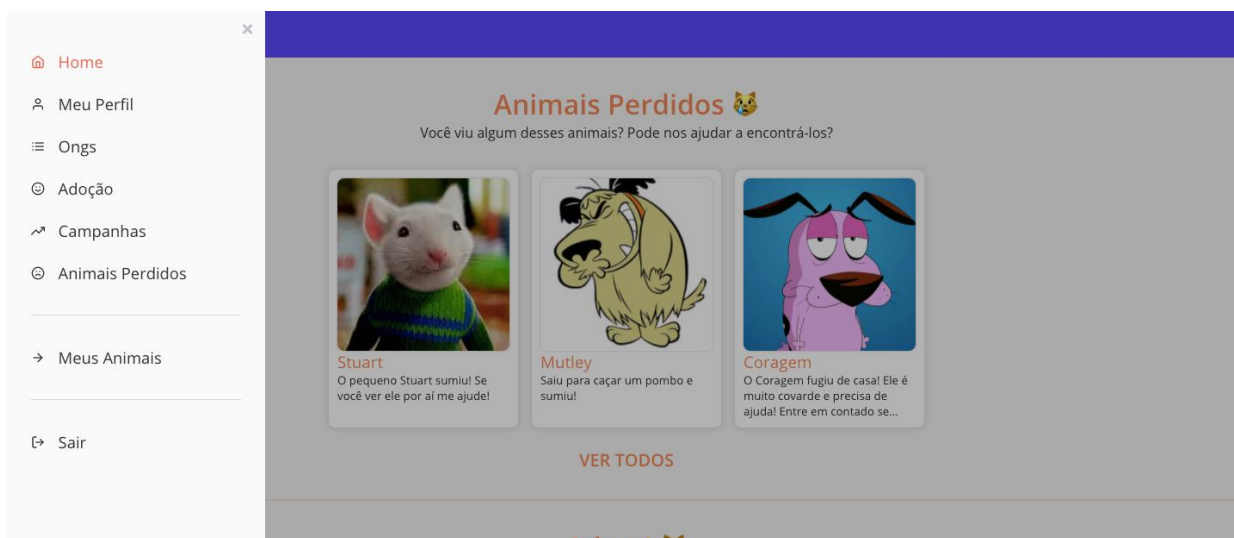 ×
Home
Meu Perfil
Ongs
Adoção
Campanhas
Animais Perdidos
Meus Animais
Sair
Animais Perdidos 😿
Você viu algum desses animais? Pode nos ajudar a encontrá-los?
Stuart
O pequeno Stuart sumiu! Se
você ver ele por aí me ajude!
Mutley
Saiu para caçar um pombo e
sumiu!
Coragem
O Coragem fugiu de casa! Ele é
muito covarde e precisa de
ajuda! Entre em contado se...
VER TODOS